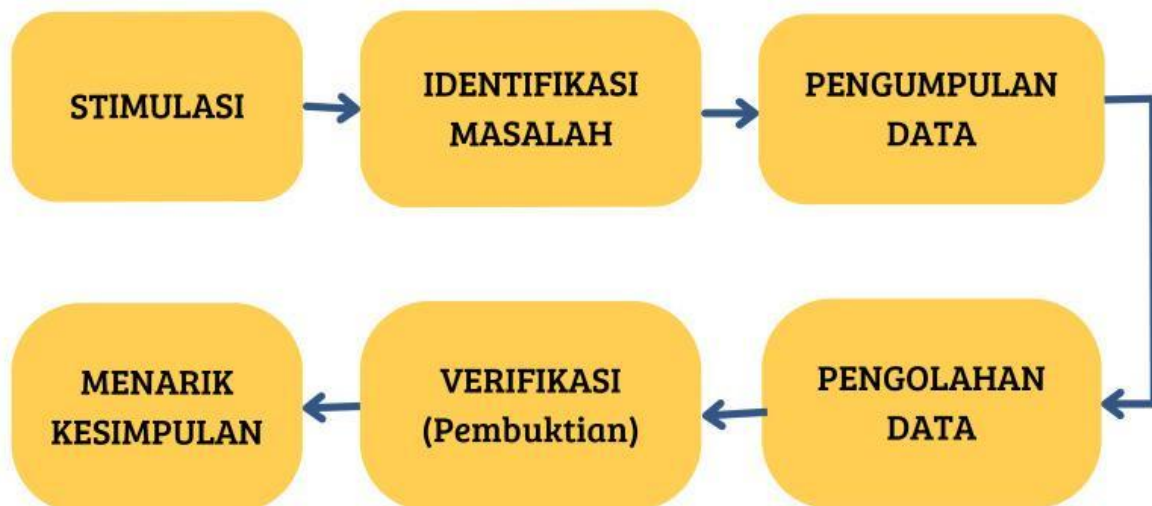 STIMULASI
IDENTIFIKASI
MASALAH
PENGUMPULAN
DATA
PENGOLAHAN
DATA
VERIFIKASI
(Pembuktian)
MENARIK
KESIMPULAN